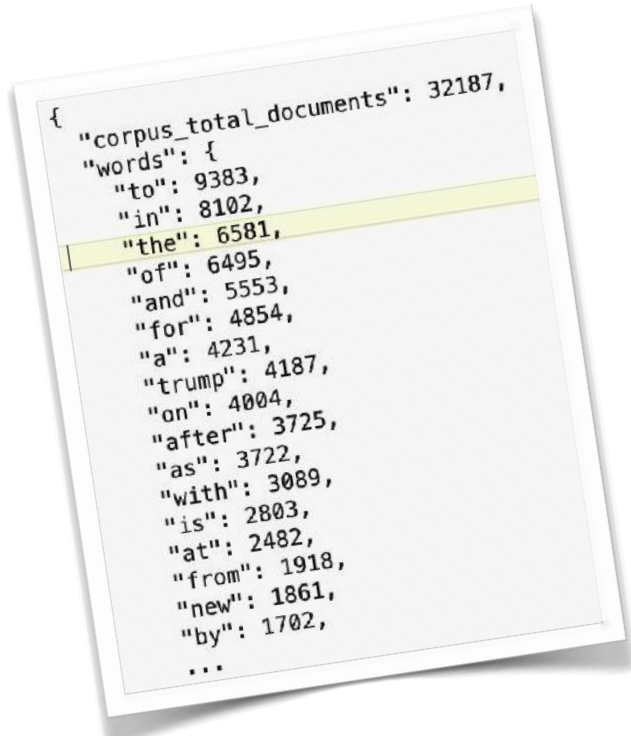 {
"corpus_total_documents": 32187,
"words": {
"to": 9383,
"in": 8102,
"the": 6581,
"of": 6495,
"and": 5553,
"for": 4854,
"a": 4231,
"trump": 4187,
"on": 4004,
"after": 3725,
"as": 3722,
"with": 3089,
"is": 2803,
"at": 2482,
"from": 1918,
"new": 1861,
"by": 1702,
...